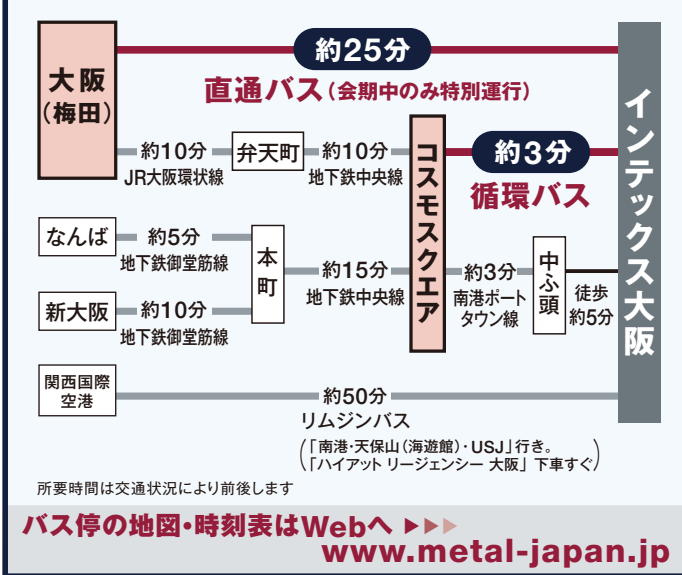 約25分
大阪
(梅田)
直通バス(会期中のみ特別運行)
約10分
JR大阪環状線
弁天町
約10分
地下鉄中央線
コスモスクエア
約3分
循環バス
インテックス大阪
なんば
約5分
地下鉄御堂筋線
本町
新大阪
約10分
地下鉄御堂筋線
約15分
地下鉄中央線
約3分
南港ポート
タウン線
中ふ頭
徒歩
約5分
関西国際
空港
約50分
リムジンバス
(「南港・天保山(海遊館)・USJ」行き。
「ハイアット リージェンシー 大阪」 下車すぐ)
所要時間は交通状況により前後します
バス停の地図・時刻表はWebへ ▶▶▶
www.metal-japan.jp